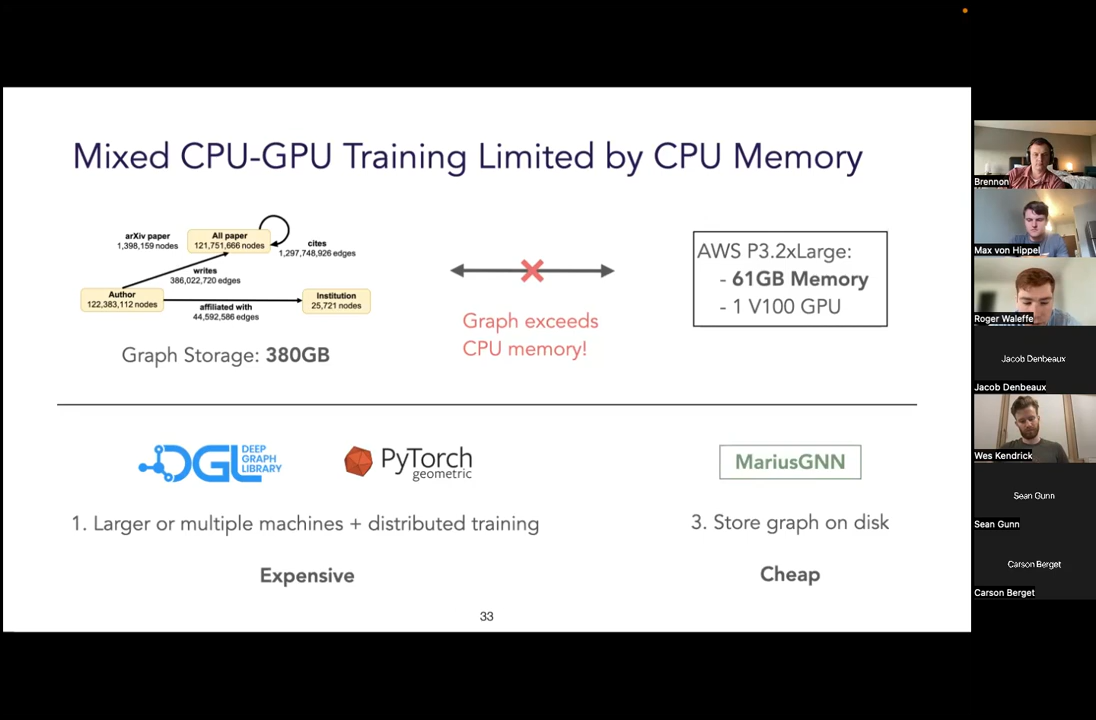 Mixed CPU-GPU Training Limited by CPU Memory
arXiv paper
1,398,159 nodes
All paper
121,751,666 nodes
cites
1,297,748,926 edges
writes
386,022,720 edges
Author
122,383,112 nodes
affiliated with
44,592,586 edges
Institution
25,721 nodes
Graph Storage: 380GB
Graph exceeds
CPU memory!
AWS P3.2xLarge:
- 61GB Memory
- 1 V100 GPU
DGL DEEP
GRAPH
LIBRARY
PyTorch
geometric
MariusGNN
1. Larger or multiple machines + distributed training
3. Store graph on disk
Expensive
Cheap
33
Brennon
Max von Hippel
Roger Waleffe
Jacob Denbeaux
Jacob Denbeaux
Wes Kendrick
Sean Gunn
Sean Gunn
Carson Berget
Carson Berget